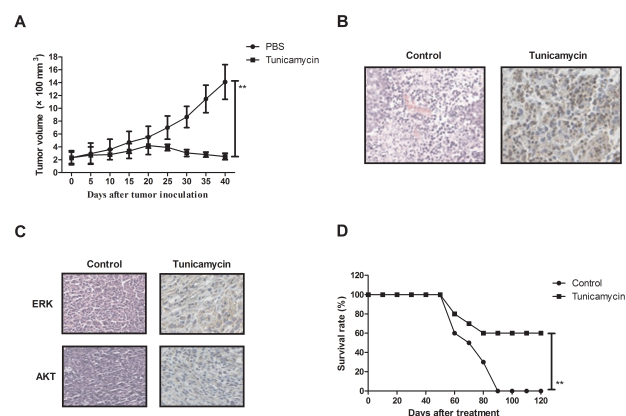 A
PBS
Tunicamycin
Tumor volume (× 100 mm³)
18
16
14
12
10
8
6
4
2
0
**
0 5 10 15 20 25 30 35 40
Days after tumor inoculation
B
Control Tunicamycin
C
Control Tunicamycin
ERK
AKT
D
Control
Tunicamycin
Survival rate (%)
120
100
80
60
40
20
0
**
0 20 40 60 80 100 120
Days after treatment